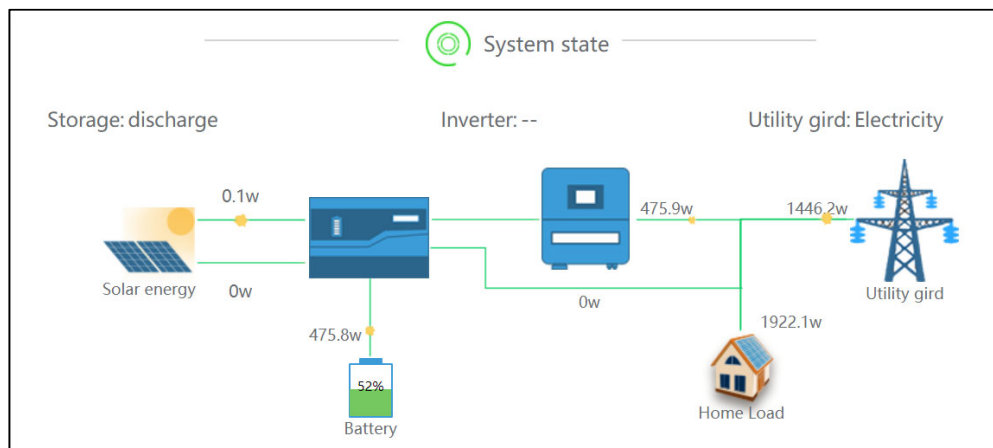 System state
Storage: discharge
Inverter: --
Utility gird: Electricity
0.1w
475.9w
1446.2w
Solar energy
0w
0w
Utility gird
475.8w
1922.1w
52%
Battery
Home Load